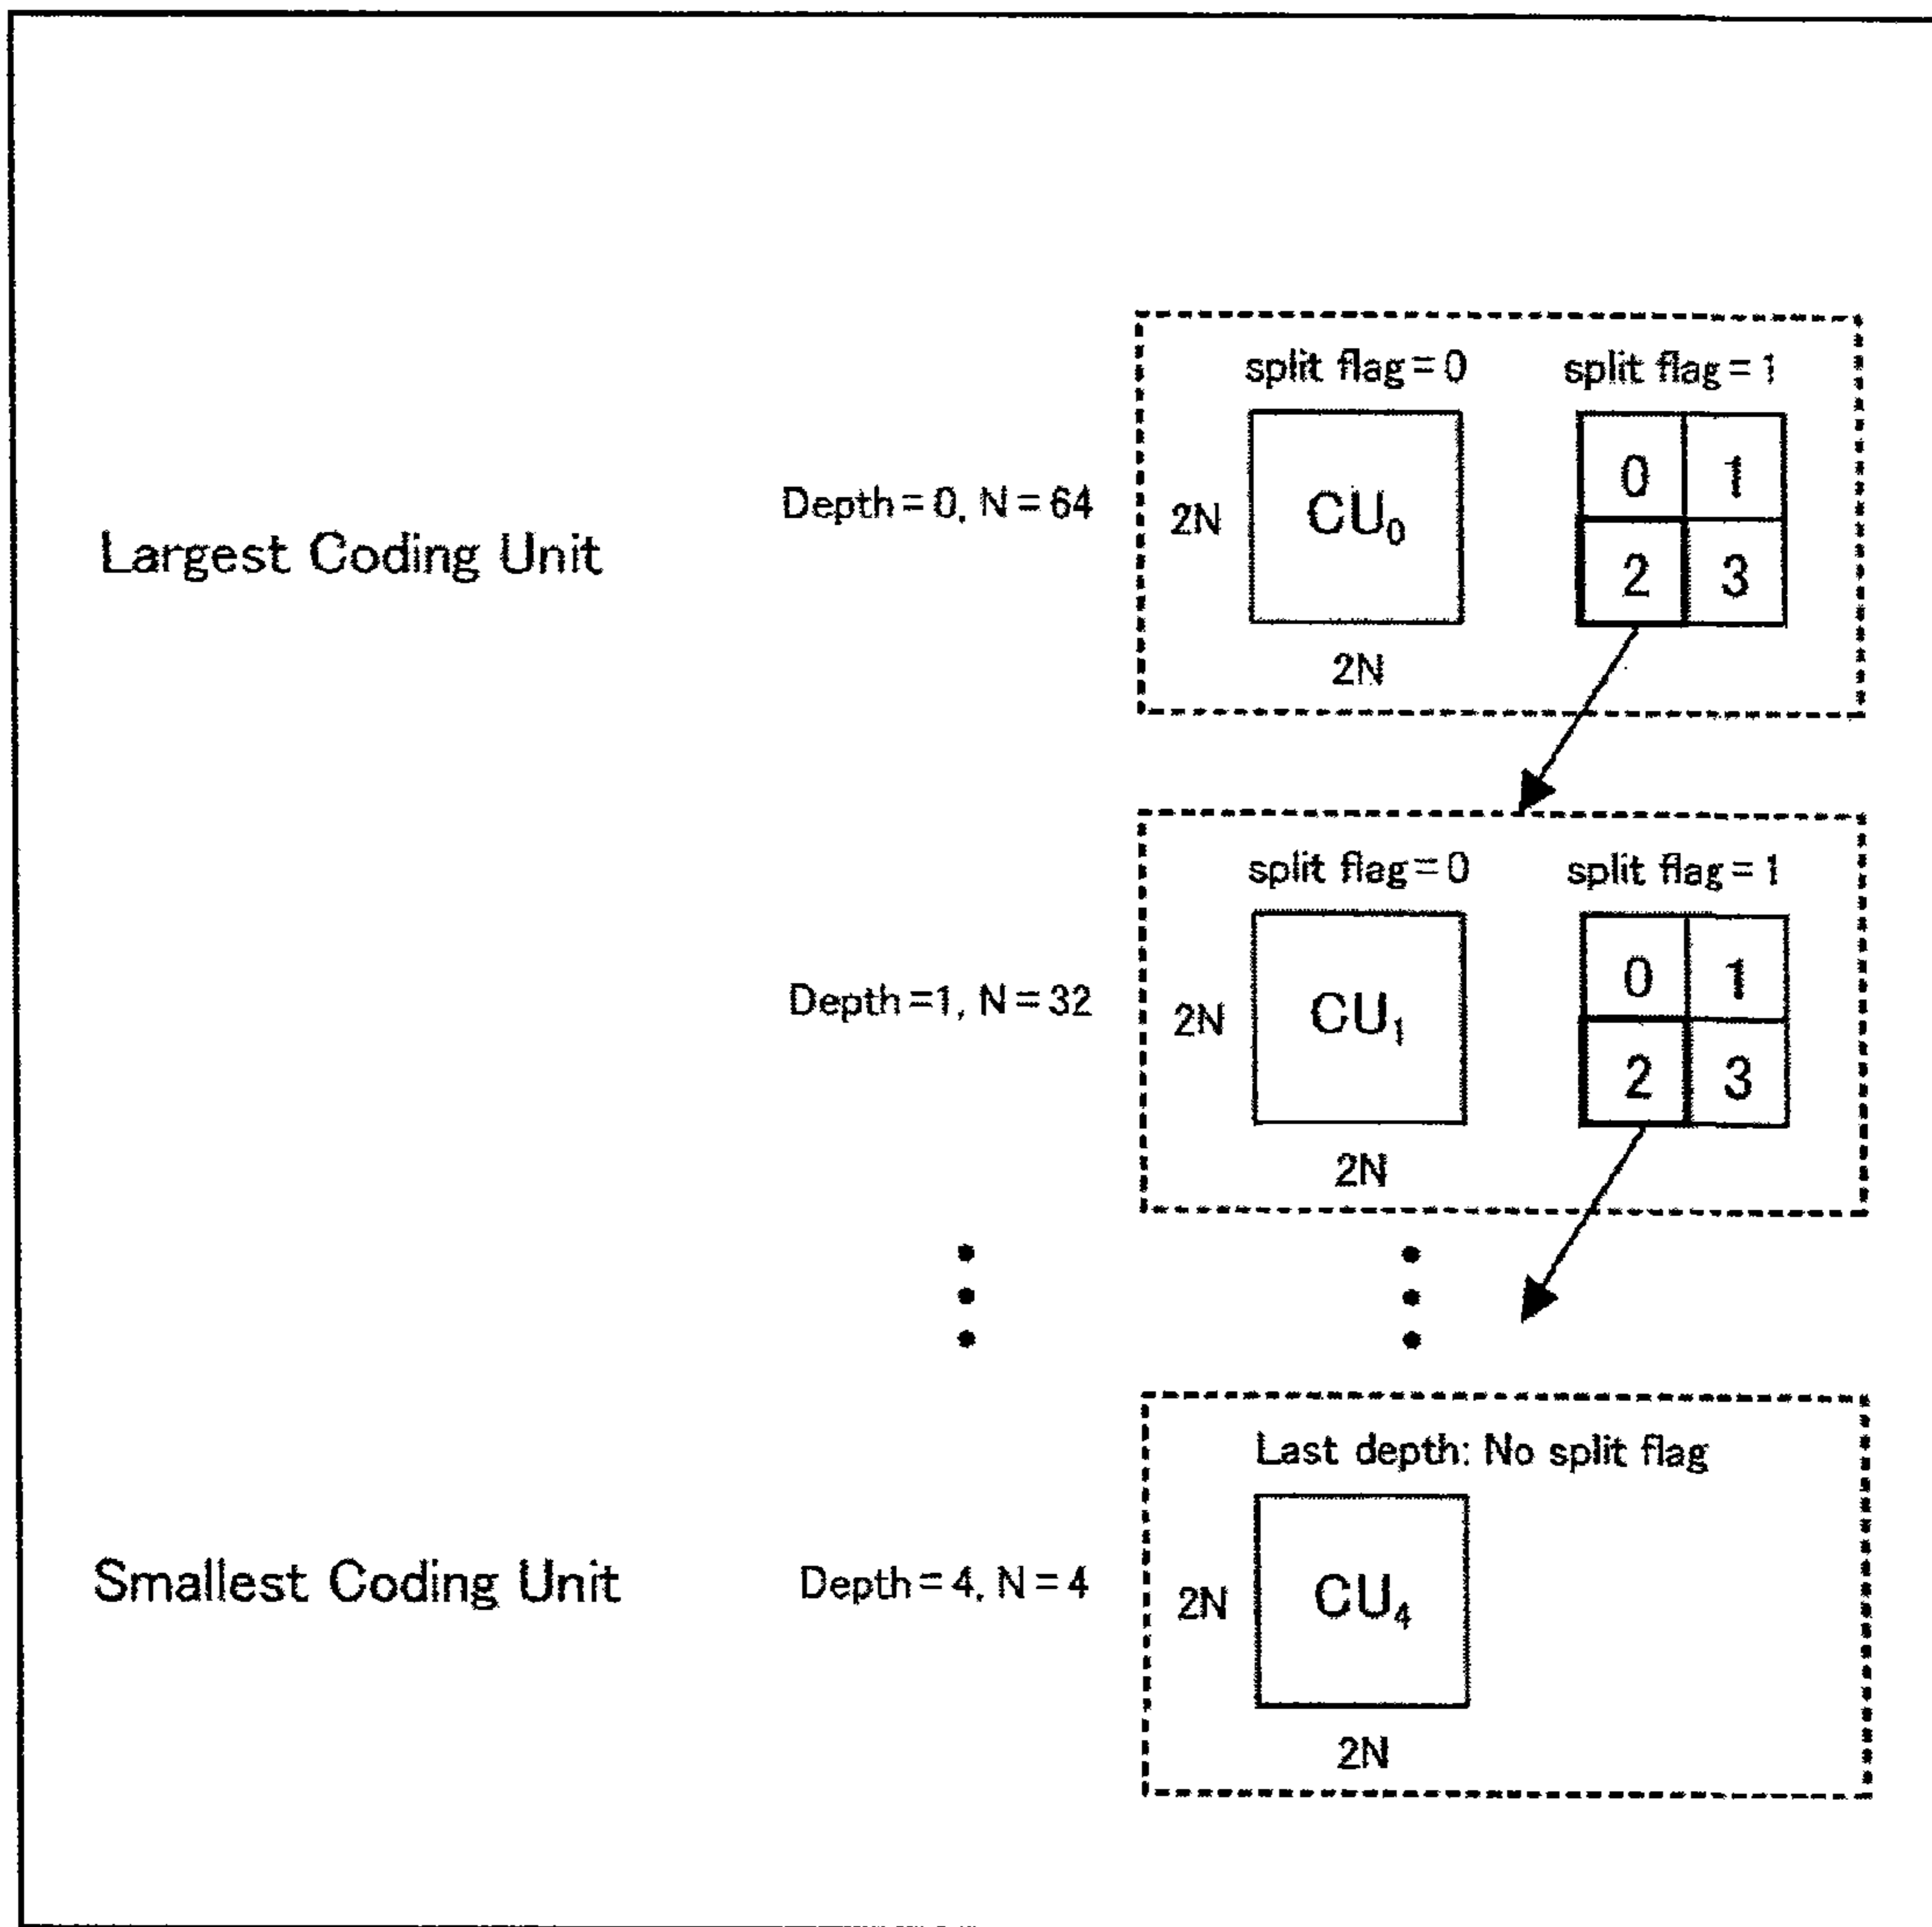 split flag = 0 split flag = 1
Largest Coding Unit
Depth = 0, N = 64
2N
CU₀
0 1
2 3
2N
split flag = 0 split flag = 1
Depth = 1, N = 32
2N
CU₁
0 1
2 3
2N
Last depth: No split flag
Smallest Coding Unit
Depth = 4, N = 4
2N
CU₄
2N